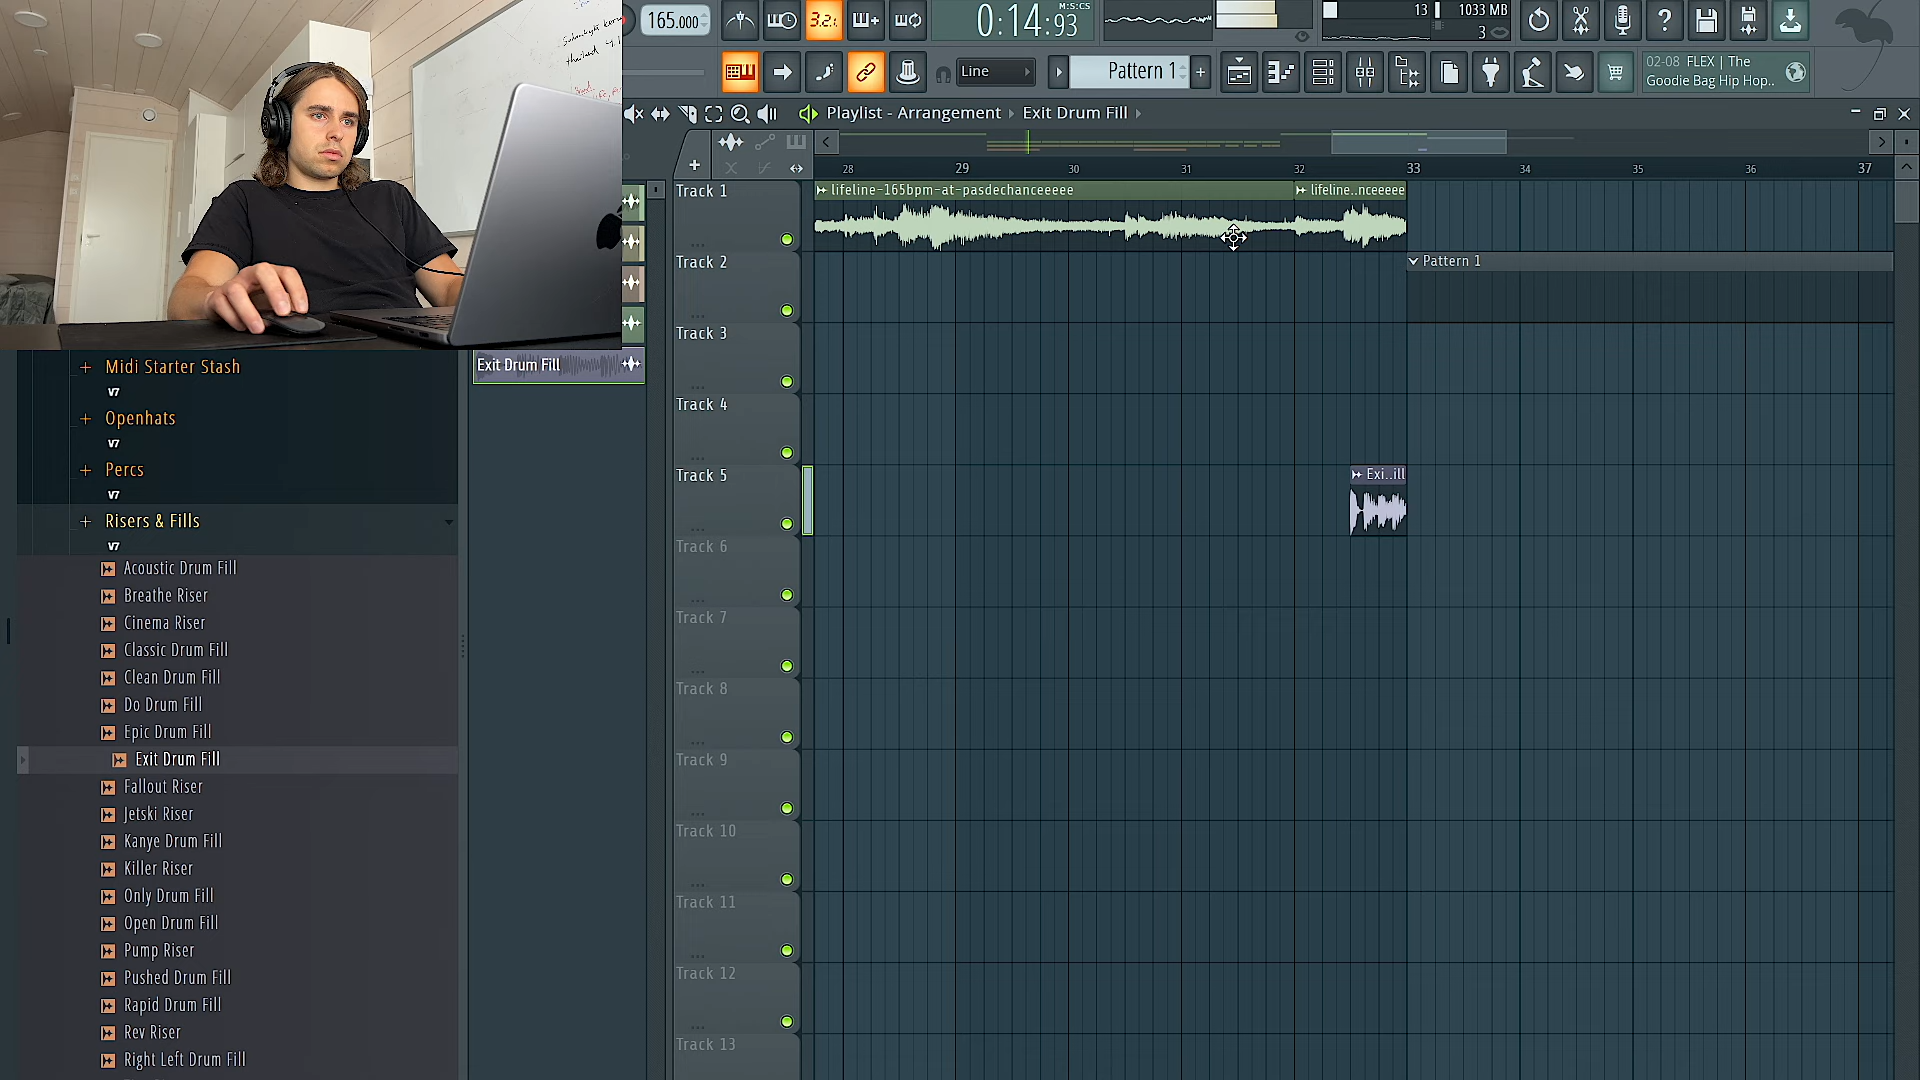 165.000
3.2.
0:14:93
M:S:CS
13
1033 MB
3
Line
Pattern 1
02-08 FLEX | The
Goodie Bag Hip Hop..
Playlist - Arrangement
Exit Drum Fill
28
29
30
31
32
33
34
35
36
37
Track 1
lifeline-165bpm-at-pasdechanceeeee
lifeline..nceeeee
Track 2
Pattern 1
Track 3
Track 4
Track 5
Exi..ill
Track 6
Track 7
Track 8
Track 9
Track 10
Track 11
Track 12
Track 13
Exit Drum Fill
Midi Starter Stash
V7
Openhats
V7
Percs
V7
Risers & Fills
V7
Acoustic Drum Fill
Breathe Riser
Cinema Riser
Classic Drum Fill
Clean Drum Fill
Do Drum Fill
Epic Drum Fill
Exit Drum Fill
Fallout Riser
Jetski Riser
Kanye Drum Fill
Killer Riser
Only Drum Fill
Open Drum Fill
Pump Riser
Pushed Drum Fill
Rapid Drum Fill
Rev Riser
Right Left Drum Fill